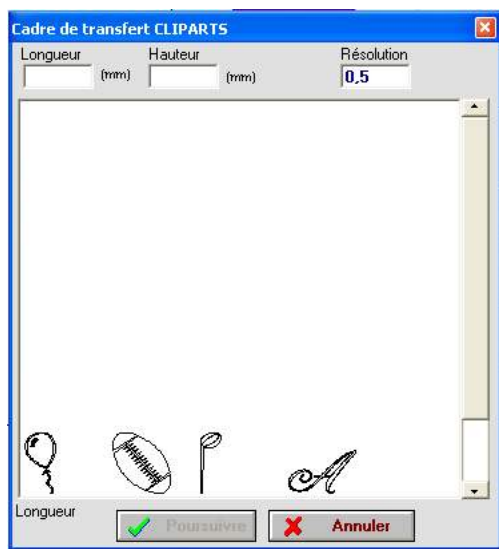 Cadre de transfert CLIPARTS
Longueur Hauteur Résolution
(mm) (mm) 0,5
A
Longueur
Poursuivre Annuler